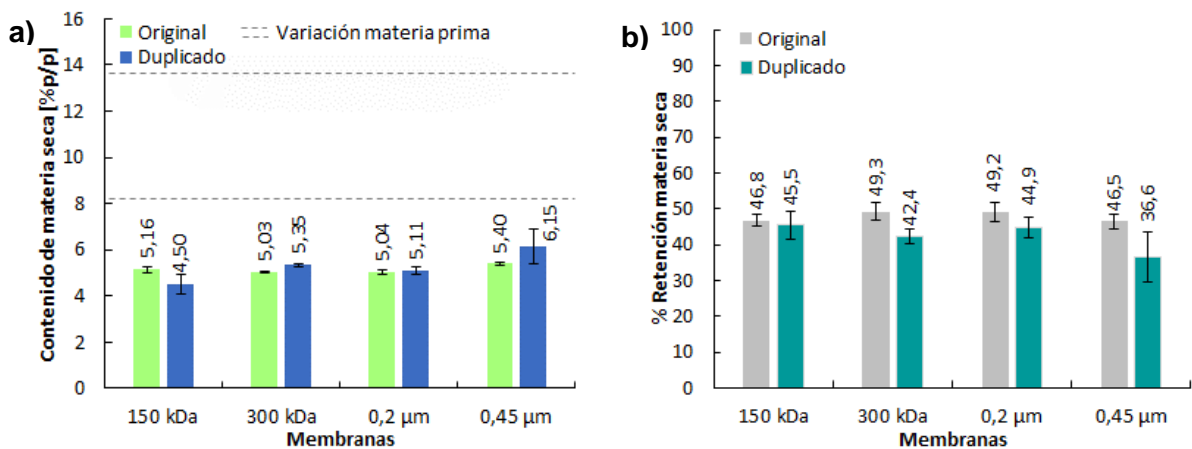 a)
Contenido de materia seca [%p/p]
16
14
12
10
8
6
4
2
0
Original
Duplicado
Variación materia prima
5,16
4,50
5,03
5,35
5,04
5,11
5,40
6,15
150 kDa
300 kDa
0,2 µm
0,45 µm
Membranas
b)
% Retención materia seca
100
90
80
70
60
50
40
30
20
10
0
Original
Duplicado
46,8
45,5
49,3
42,4
49,2
44,9
46,5
36,6
150 kDa
300 kDa
0,2 µm
0,45 µm
Membranas